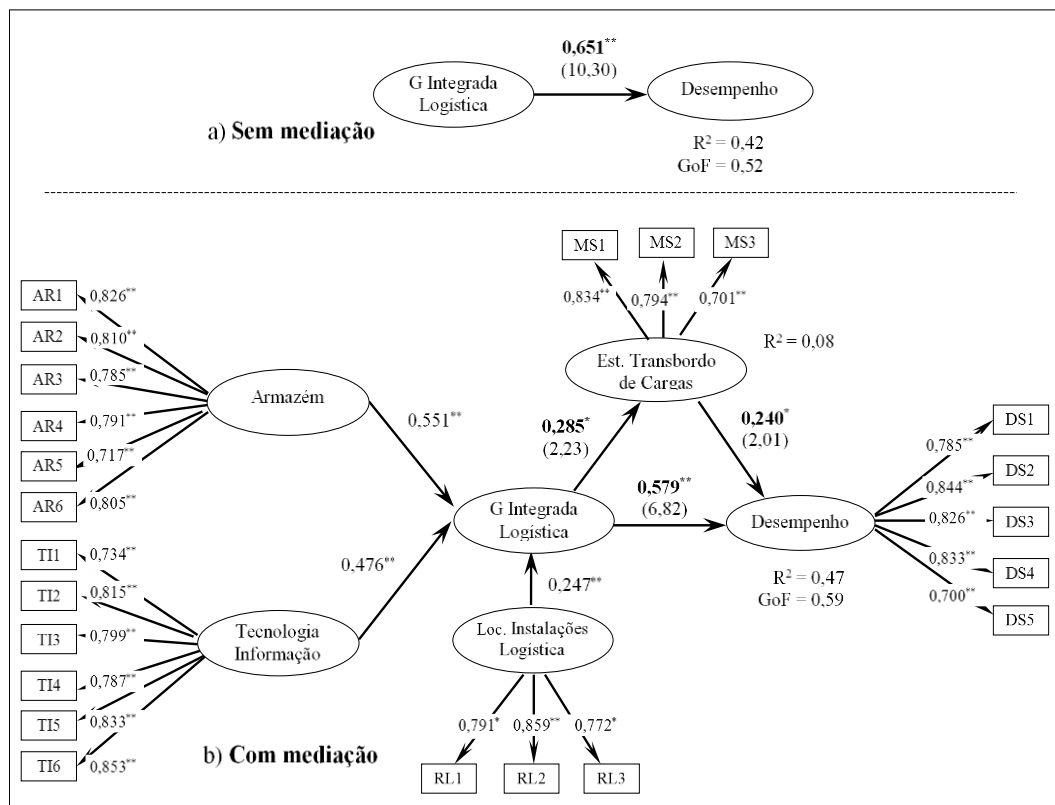 0,651**
(10,30)
G Integrada
Logística
Desempenho
a) Sem mediação
R² = 0,42
GoF = 0,52
MS1
MS2
MS3
0,834**
0,794**
0,701**
Est. Transbordo
de Cargas
R² = 0,08
AR1
0,826**
AR2
0,810**
AR3
0,785**
AR4
0,791**
AR5
0,717**
AR6
0,805**
Armazém
0,551**
0,285*
(2,23)
0,240*
(2,01)
G Integrada
Logística
0,579**
(6,82)
Desempenho
R² = 0,47
GoF = 0,59
DS1
0,785**
DS2
0,844**
DS3
0,826**
DS4
0,833**
DS5
0,700**
TI1
0,734**
TI2
0,815**
TI3
0,799**
TI4
0,787**
TI5
0,833**
TI6
0,853**
Tecnologia
Informação
0,476**
0,247**
Loc. Instalações
Logística
0,791*
0,859**
0,772*
RL1
RL2
RL3
b) Com mediação